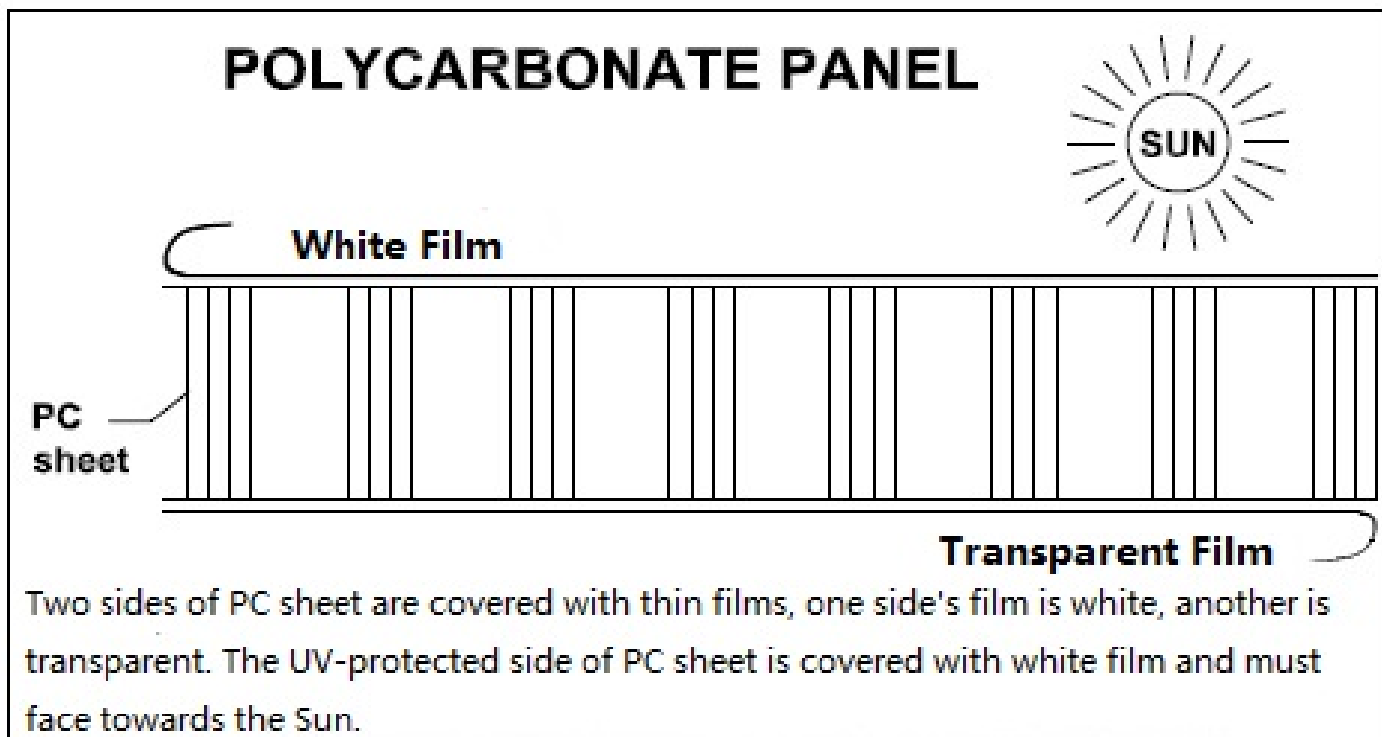 POLYCARBONATE PANEL
SUN
White Film
PC
sheet
Transparent Film
Two sides of PC sheet are covered with thin films, one side's film is white, another is
transparent. The UV-protected side of PC sheet is covered with white film and must
face towards the Sun.